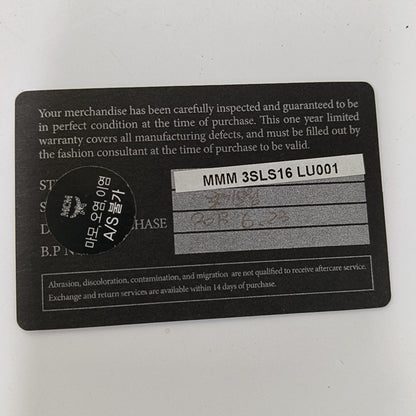 Your merchandise has been carefully inspected and guaranteed to be
in perfect condition at the time of purchase. This one year limited
warranty covers all manufacturing defects, and must be filled out by
the fashion consultant at the time of purchase to be valid.
ST
MMM 3SLS16 LU001
MCM
마모, 오염, 이염
A/S 불가
D
CHASE
6.
B.P N
Abrasion, discoloration, contamination, and migration are not qualified to receive aftercare service.
Exchange and return services are available within 14 days of purchase.